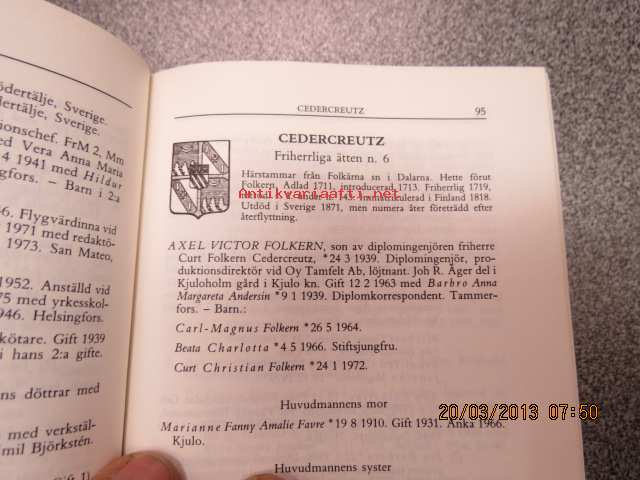 ödertälje, Sverige.
dertälje, Sverige.
ionschef. FrM 2, Mm
ed Vera Anna Maria
4 1941 med Hildur
Barn i 2:a
46. Flygvärdinna vid
1971 med redaktö-
1973. San Mateo,
1952. Anställd vid
75 med yrkesskol-
1946. Helsingfors.
kötare. Gift 1939
i hans 2:a gifte.
ns döttrar med
med verkstäl-
mil Björkstén.
CEDERCREUTZ 95
CEDERCREUTZ
Friherrliga ätten n. 6
Härstammar från Folkärna sn i Dalarna. Hette förut
Folkern. Adlad 1711, introducerad 1713. Friherrlig 1719,
Immatrikulerad i Finland 1818.
Utdöd i Sverige 1871, men numera åter företrädd efter
återflyttning.
Antikvariaatti.net
AXEL VICTOR FOLKERN, son av diplomingenjören friherre
Curt Folkern Cedercreutz, *24 3 1939. Diplomingenjör, pro-
duktionsdirektör vid Oy Tamfelt Ab, löjtnant. Joh R. Äger del i
Kjuloholm gård i Kjulo kn. Gift 12 2 1963 med Barbro Anna
Margareta Andersin *9 1 1939. Diplomkorrespondent. Tammer-
fors. – Barn.:
Carl-Magnus Folkern *26 5 1964.
Beata Charlotta *4 5 1966. Stiftsjungfru.
Curt Christian Folkern *24 1 1972.
Huvudmannens mor
Marianne Fanny Amalie Favre *19 8 1910. Gift 1931. Änka 1966.
Kjulo.
Huvudmannens syster
20/03/2013 07:50